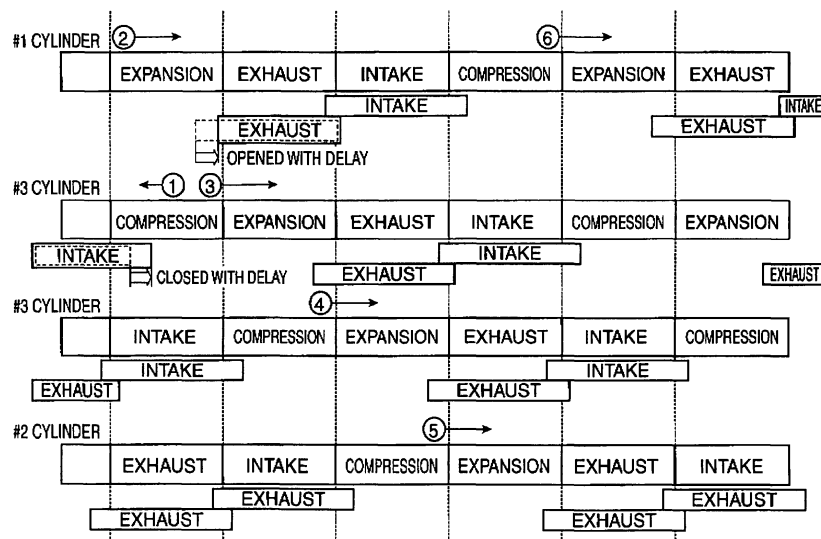 ② ⑥
#1 CYLINDER
EXPANSION EXHAUST INTAKE COMPRESSION EXPANSION EXHAUST
INTAKE INTAKE
EXHAUST EXHAUST
OPENED WITH DELAY
① ③
#3 CYLINDER
COMPRESSION EXPANSION EXHAUST INTAKE COMPRESSION EXPANSION
INTAKE INTAKE
CLOSED WITH DELAY EXHAUST EXHAUST
④
#3 CYLINDER
INTAKE COMPRESSION EXPANSION EXHAUST INTAKE COMPRESSION
INTAKE INTAKE
EXHAUST EXHAUST
⑤
#2 CYLINDER
EXHAUST INTAKE COMPRESSION EXPANSION EXHAUST INTAKE
EXHAUST EXHAUST
EXHAUST EXHAUST